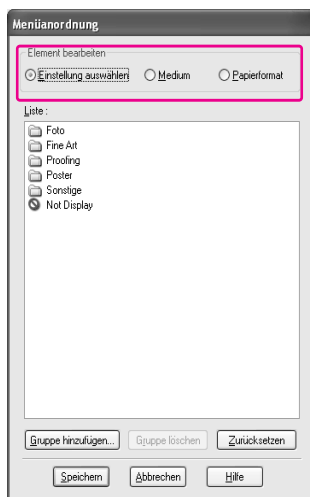 Menüanordnung
Element bearbeiten
Einstellung auswählen Medium Papierformat
Liste :
Foto
Fine Art
Proofing
Poster
Sonstige
Not Display
Gruppe hinzufügen... Gruppe löschen Zurücksetzen
Speichern Abbrechen Hilfe